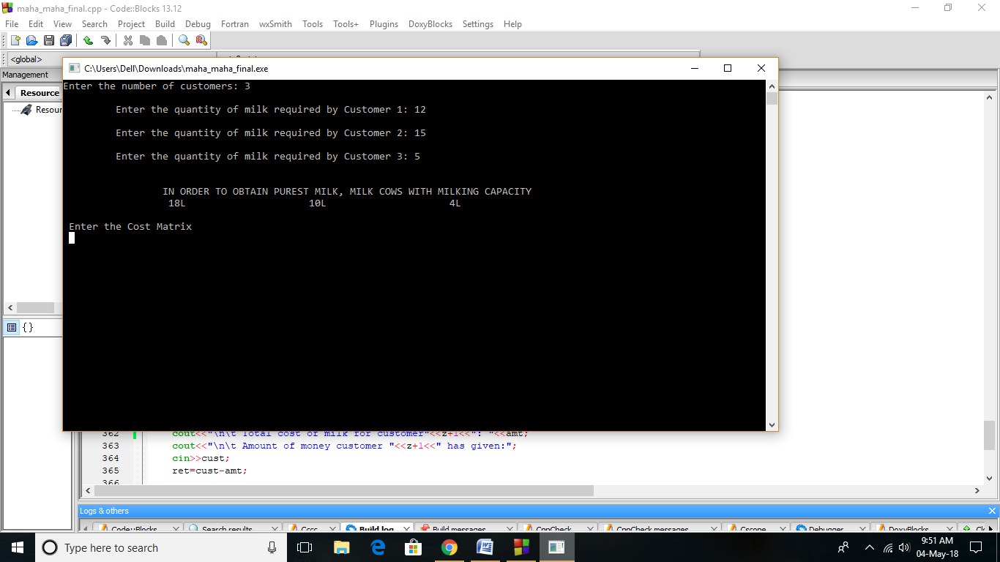 maha_maha_final.cpp - Code::Blocks 13.12
File Edit View Search Project Build Debug Fortran wxSmith Tools Tools+ Plugins DoxyBlocks Settings Help
<global>
C:\Users\Dell\Downloads\maha_maha_final.exe
Management
Resource
Resour
Enter the number of customers: 3
Enter the quantity of milk required by Customer 1: 12
Enter the quantity of milk required by Customer 2: 15
Enter the quantity of milk required by Customer 3: 5
IN ORDER TO OBTAIN PUREST MILK, MILK COWS WITH MILKING CAPACITY
18L 10L 4L
Enter the Cost Matrix
{}
362 cout<<"\n\t Total cost of milk for customer"<<z+1<<": "<<amt;
363 cout<<"\n\t Amount of money customer "<<z+1<<" has given:";
364 cin>>cust;
365 ret=cust-amt;
366
Logs & others
Code::Blocks Search results Cccc Build log Build messages CppCheck CppCheck messages Cscope Debugger DoxyBlocks
Type here to search
9:51 AM
04-May-18